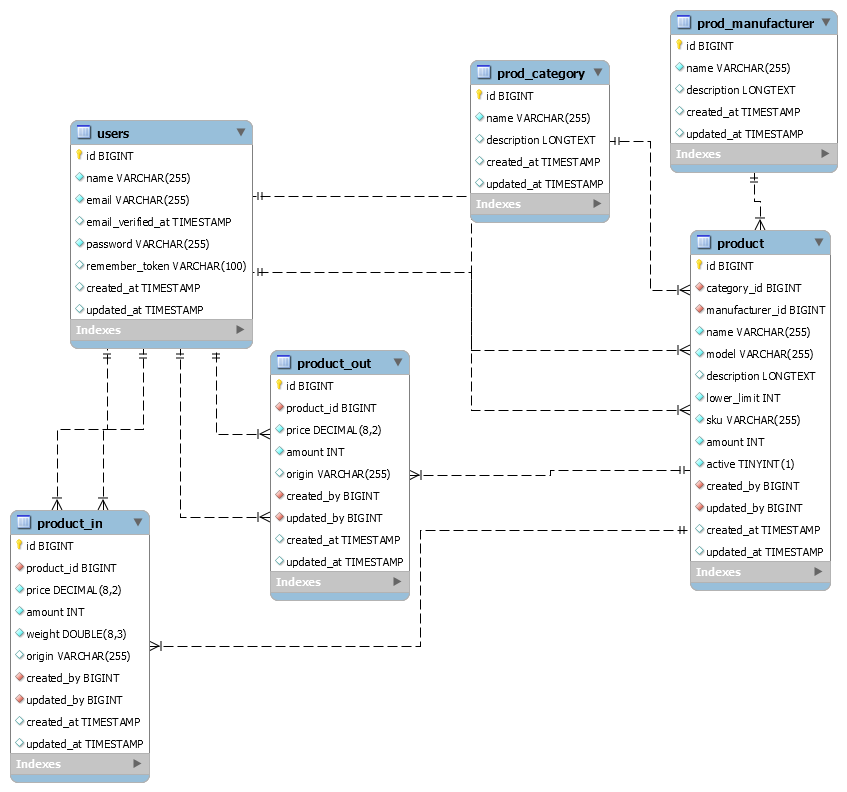 prod_manufacturer
id BIGINT
name VARCHAR(255)
description LONGTEXT
created_at TIMESTAMP
updated_at TIMESTAMP
Indexes
prod_category
id BIGINT
name VARCHAR(255)
description LONGTEXT
created_at TIMESTAMP
updated_at TIMESTAMP
Indexes
users
id BIGINT
name VARCHAR(255)
email VARCHAR(255)
email_verified_at TIMESTAMP
password VARCHAR(255)
remember_token VARCHAR(100)
created_at TIMESTAMP
updated_at TIMESTAMP
Indexes
product
id BIGINT
category_id BIGINT
manufacturer_id BIGINT
name VARCHAR(255)
model VARCHAR(255)
description LONGTEXT
lower_limit INT
sku VARCHAR(255)
amount INT
active TINYINT(1)
created_by BIGINT
updated_by BIGINT
created_at TIMESTAMP
updated_at TIMESTAMP
Indexes
product_out
id BIGINT
product_id BIGINT
price DECIMAL(8,2)
amount INT
origin VARCHAR(255)
created_by BIGINT
updated_by BIGINT
created_at TIMESTAMP
updated_at TIMESTAMP
Indexes
product_in
id BIGINT
product_id BIGINT
price DECIMAL(8,2)
amount INT
weight DOUBLE(8,3)
origin VARCHAR(255)
created_by BIGINT
updated_by BIGINT
created_at TIMESTAMP
updated_at TIMESTAMP
Indexes